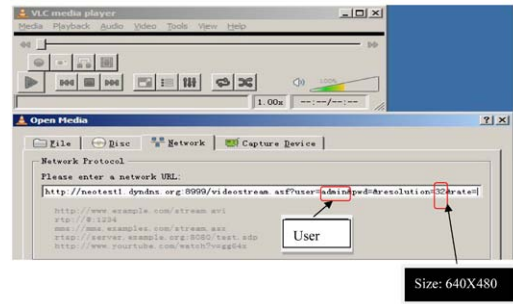 VLC media player
Media Playback Audio Video Tools View Help
100%
1.00x --:--/--:--
Open Media
File Disc Network Capture Device
Network Protocol
Please enter a network URL:
http://neotest1.dyndns.org:8999/videostream.asf?user=admin&pwd=&resolution=32&rate=
http://www.example.com/stream.avi
rtp://@:1234
mms://mms.examples.com/stream.asx
rtsp://server.example.org:8080/test.sdp
http://www.yourtube.com/watch?v=gg64x
User
Size: 640X480